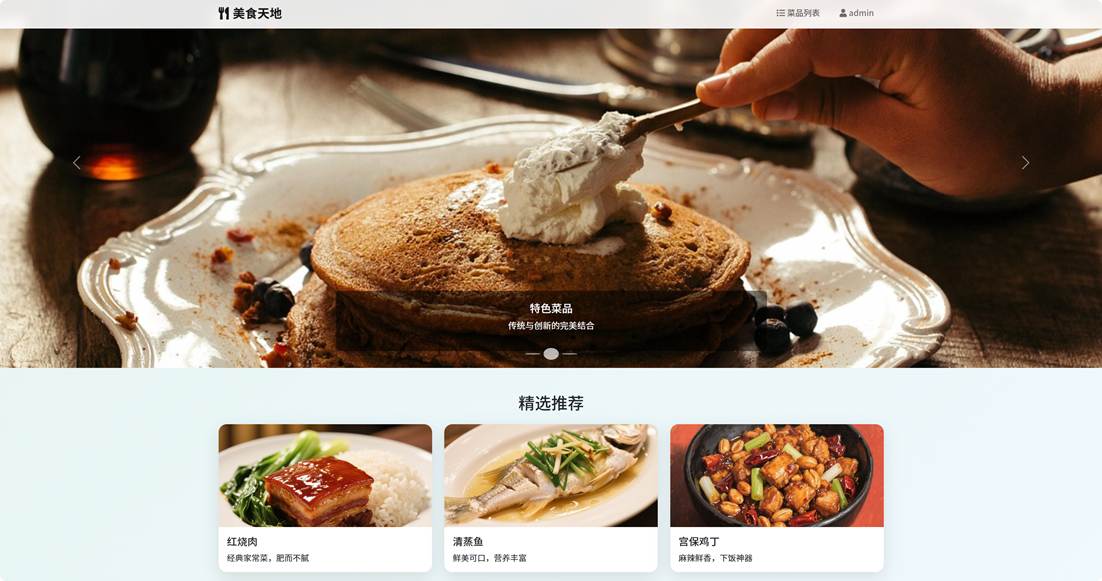 美食天地
菜品列表
admin
特色菜品
传统与创新的完美结合
精选推荐
红烧肉
经典家常菜，肥而不腻
清蒸鱼
鲜美可口，营养丰富
宫保鸡丁
麻辣鲜香，下饭神器